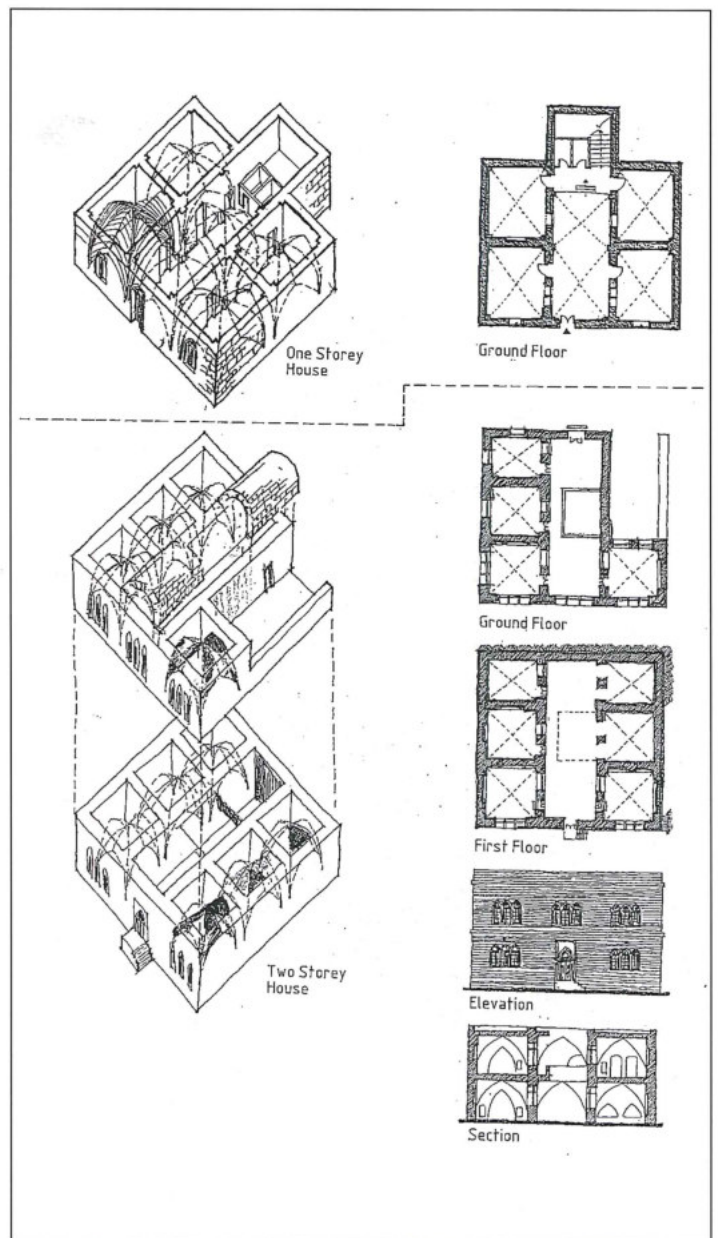 One Storey
House
Ground Floor
Ground Floor
First Floor
Two Storey
House
Elevation
Section